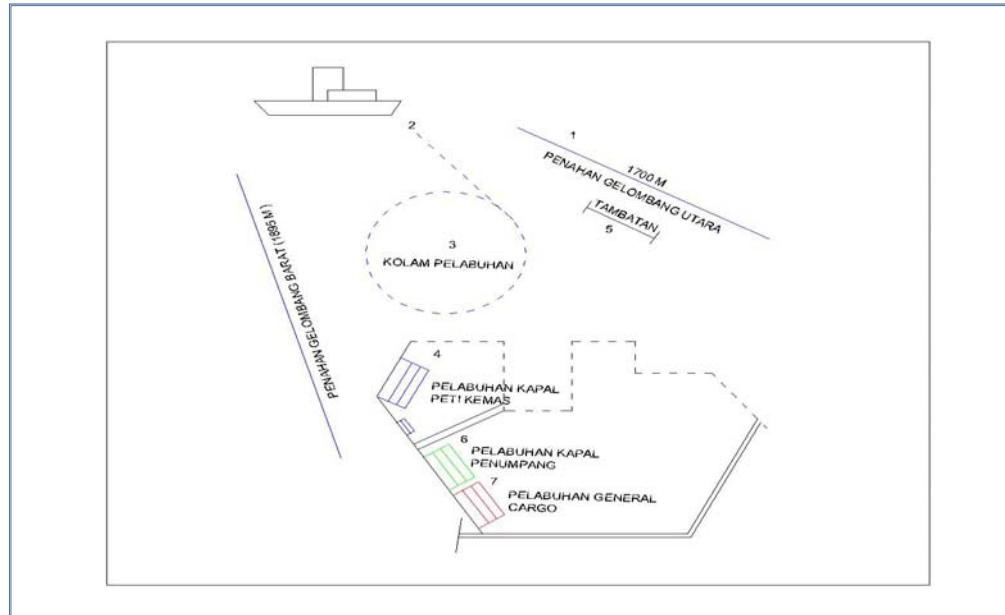 2
1
1700 M
PENAHAN GELOMBANG UTARA
TAMBATAN
5
PENAHAN GELOMBANG BARAT (1895 M)
3
KOLAM PELABUHAN
4
PELABUHAN KAPAL
PETI KEMAS
6
PELABUHAN KAPAL
PENUMPANG
7
PELABUHAN GENERAL
CARGO